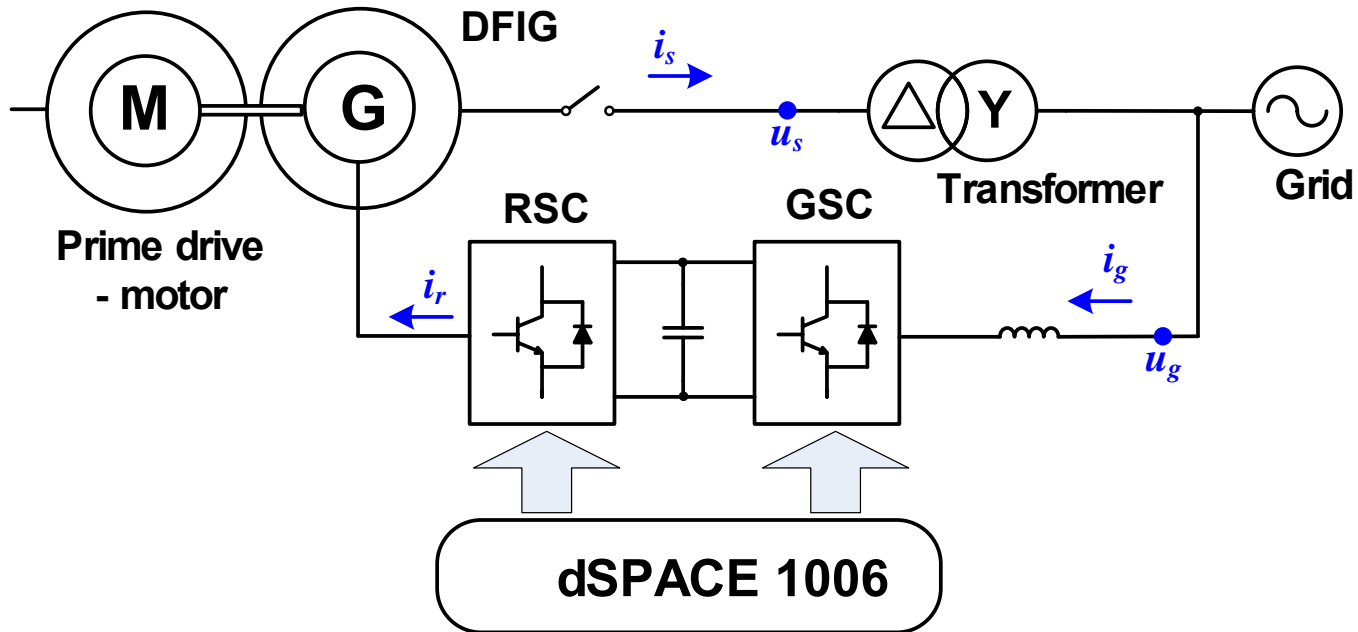 DFIG
i_s
M
G
u_s
Y
Transformer
Grid
Prime drive
- motor
RSC
GSC
i_r
i_g
u_g
dSPACE 1006